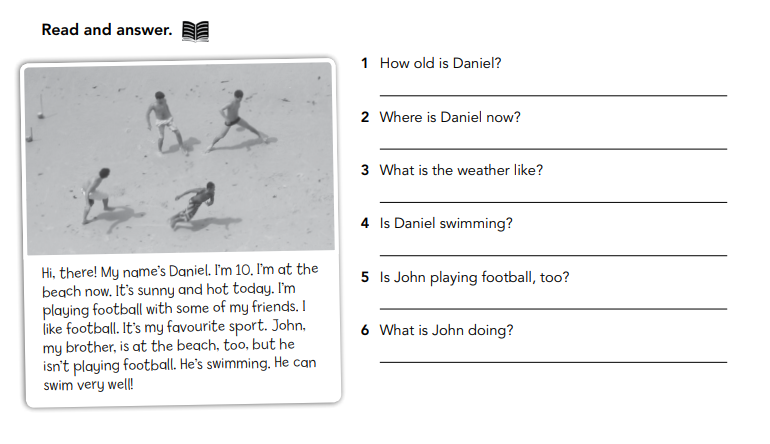 Read and answer.
Hi, there! My name's Daniel. I'm 10. I'm at the
beach now. It's sunny and hot today. I'm
playing football with some of my friends. I
like football. It's my favourite sport. John,
my brother, is at the beach, too, but he
isn't playing football. He's swimming. He can
swim very well!
1 How old is Daniel?
2 Where is Daniel now?
3 What is the weather like?
4 Is Daniel swimming?
5 Is John playing football, too?
6 What is John doing?